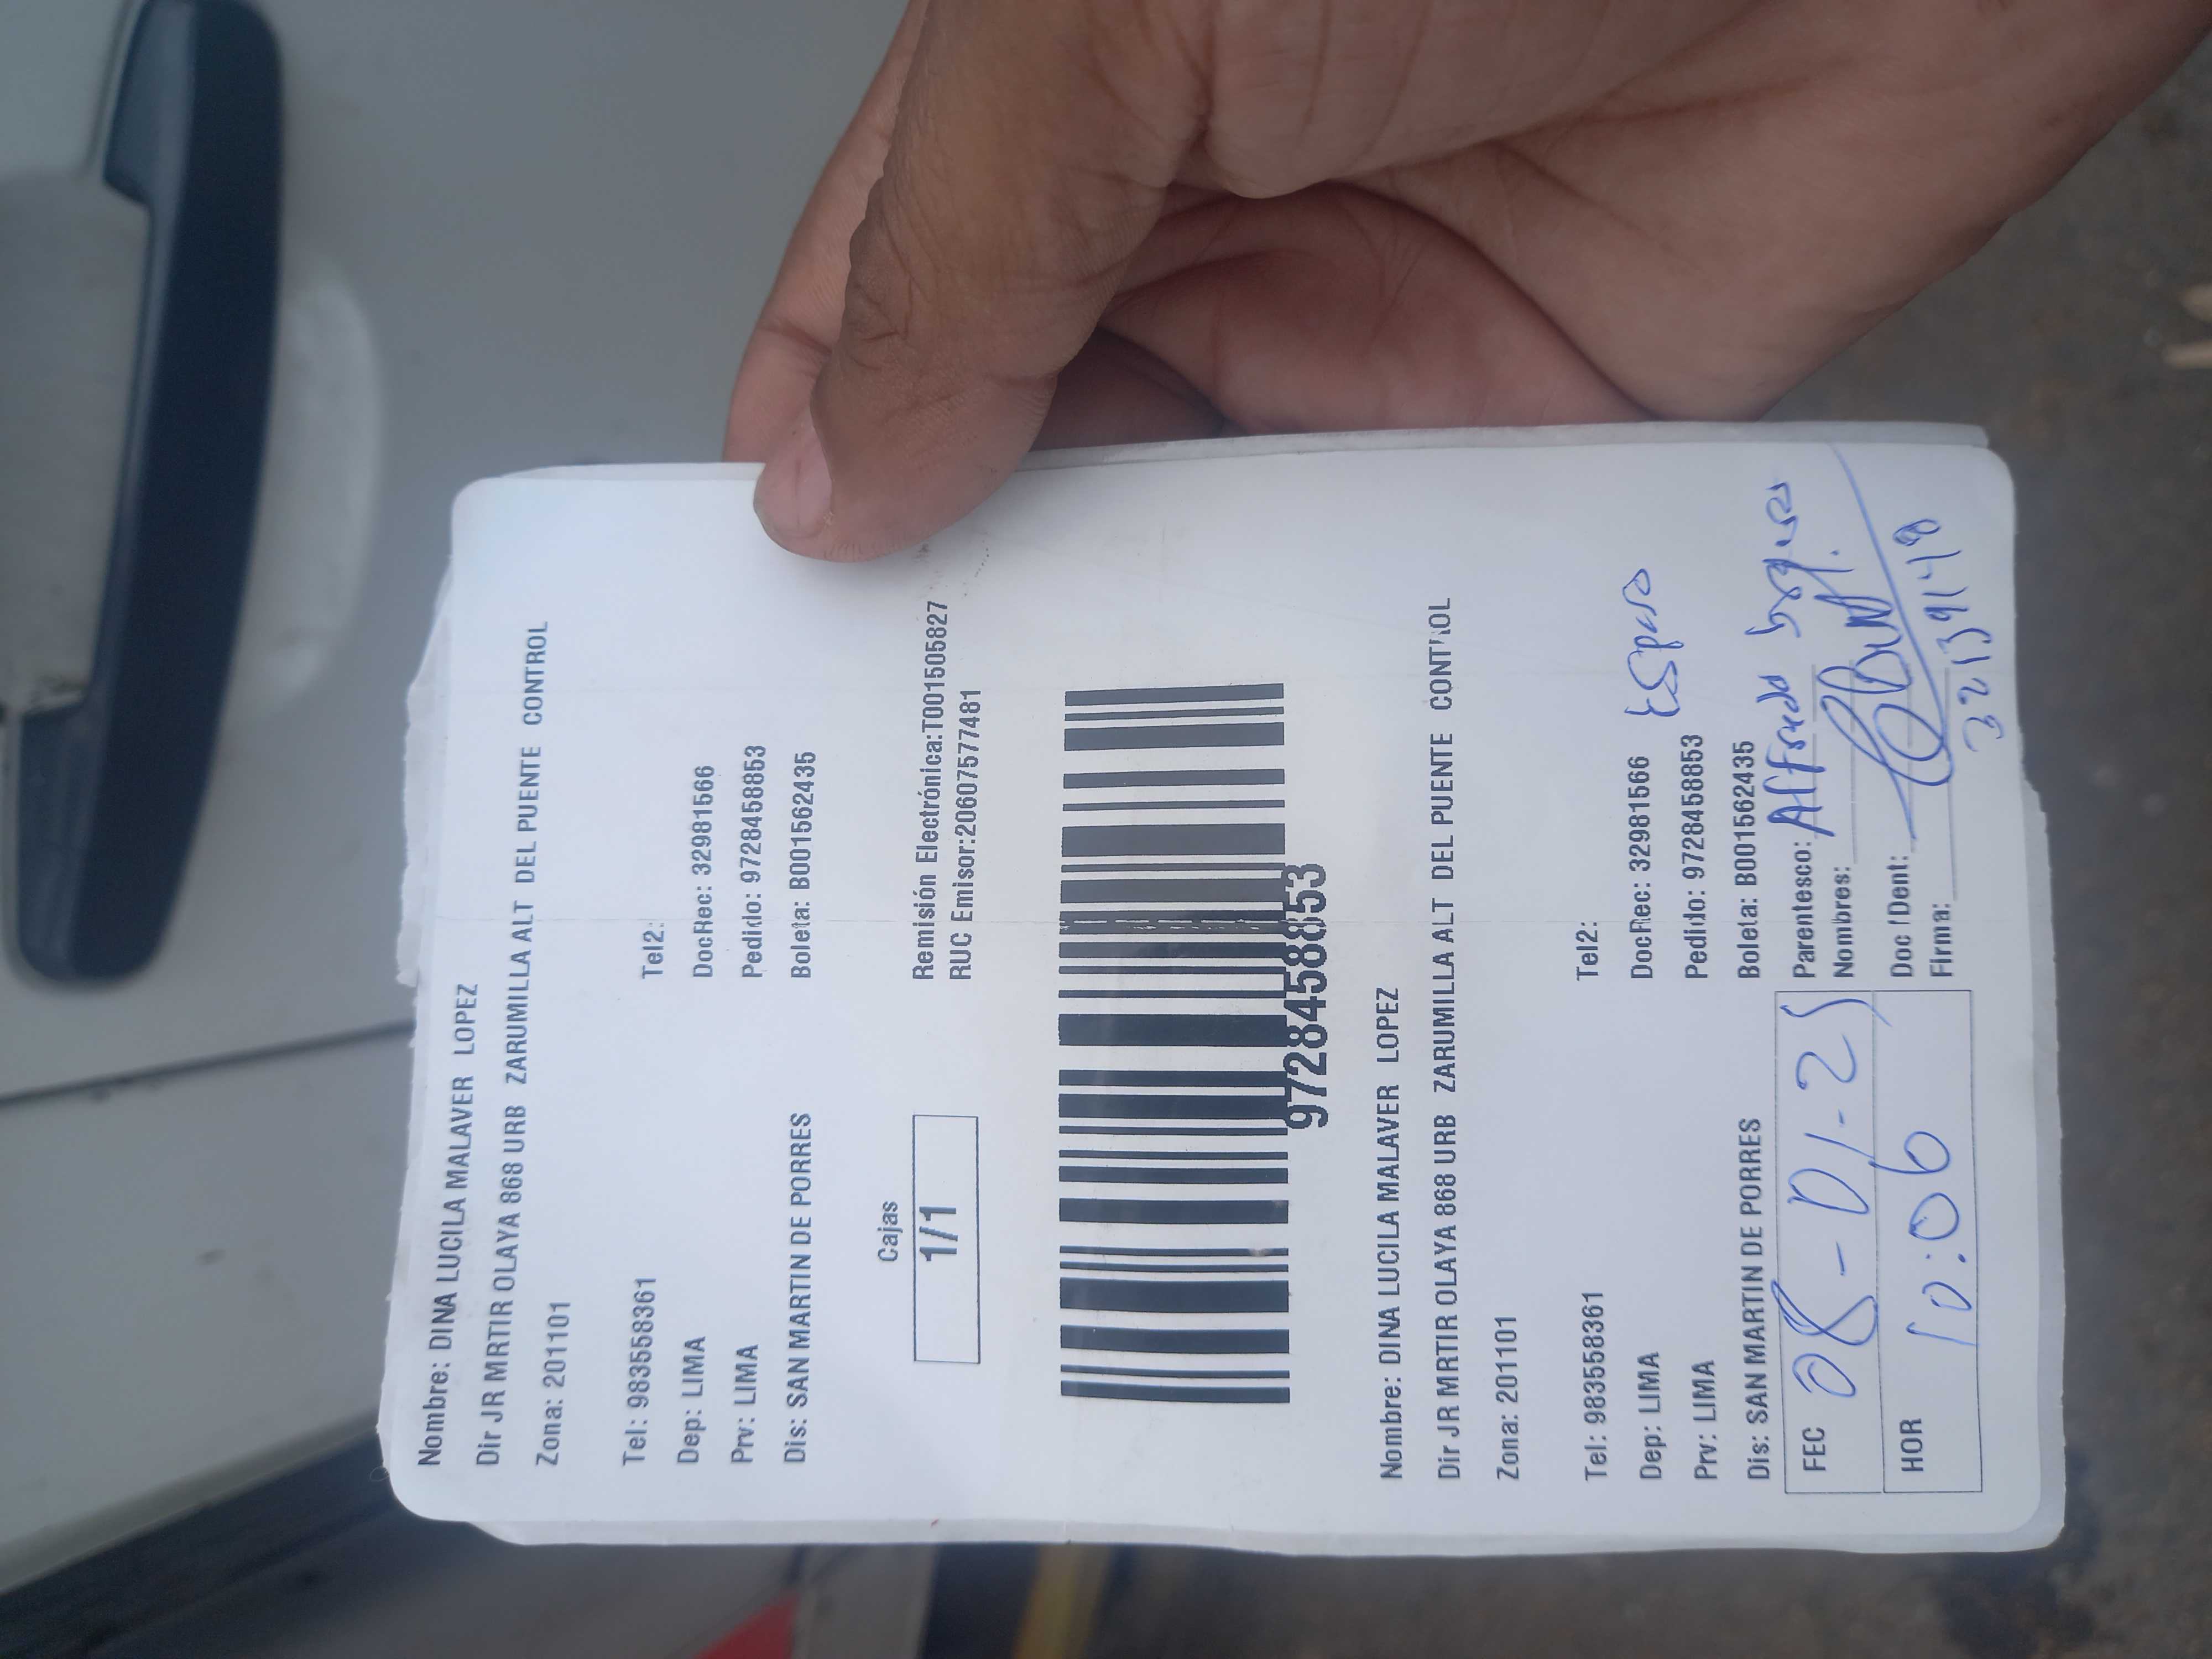 Nombre: DINA LUCILA MALAVER LOPEZ
Dir JR MRTIR OLAYA 868 URB ZARUMILLA ALT DEL PUENTE CONTROL
Zona: 201101
Tel: 983558361 Tel2:
Dep: LIMA DocRec: 32981566
Prv: LIMA Pedido: 9728458853
Dis: SAN MARTIN DE PORRES Boleta: B001562435
Cajas
1/1
Remisión Electrónica:T001505827
RUC Emisor:20607577481
9728458853
Nombre: DINA LUCILA MALAVER LOPEZ
Dir JR MRTIR OLAYA 868 URB ZARUMILLA ALT DEL PUENTE CONTROL
Zona: 201101
Tel: 983558361 Tel2:
Dep: LIMA DocRec: 32981566
Prv: LIMA Pedido: 9728458853
Dis: SAN MARTIN DE PORRES Boleta: B001562435
FEC 08-01-25
HOR 10:06
Parentesco: Alfredo
Nombres:
Doc Ident:
Firma: